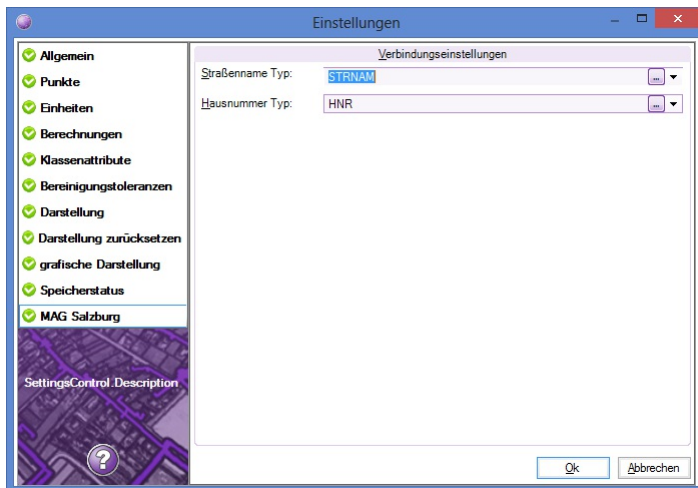 Einstellungen
Allgemein
Punkte
Einheiten
Berechnungen
Klassenattribute
Bereinigungstoleranzen
Darstellung
Darstellung zurücksetzen
grafische Darstellung
Speicherstatus
MAG Salzburg
SettingsControl.Description
?
Verbindungseinstellungen
Straßenname Typ: STRNAM ...
Hausnummer Typ: HNR ...
Ok Abbrechen